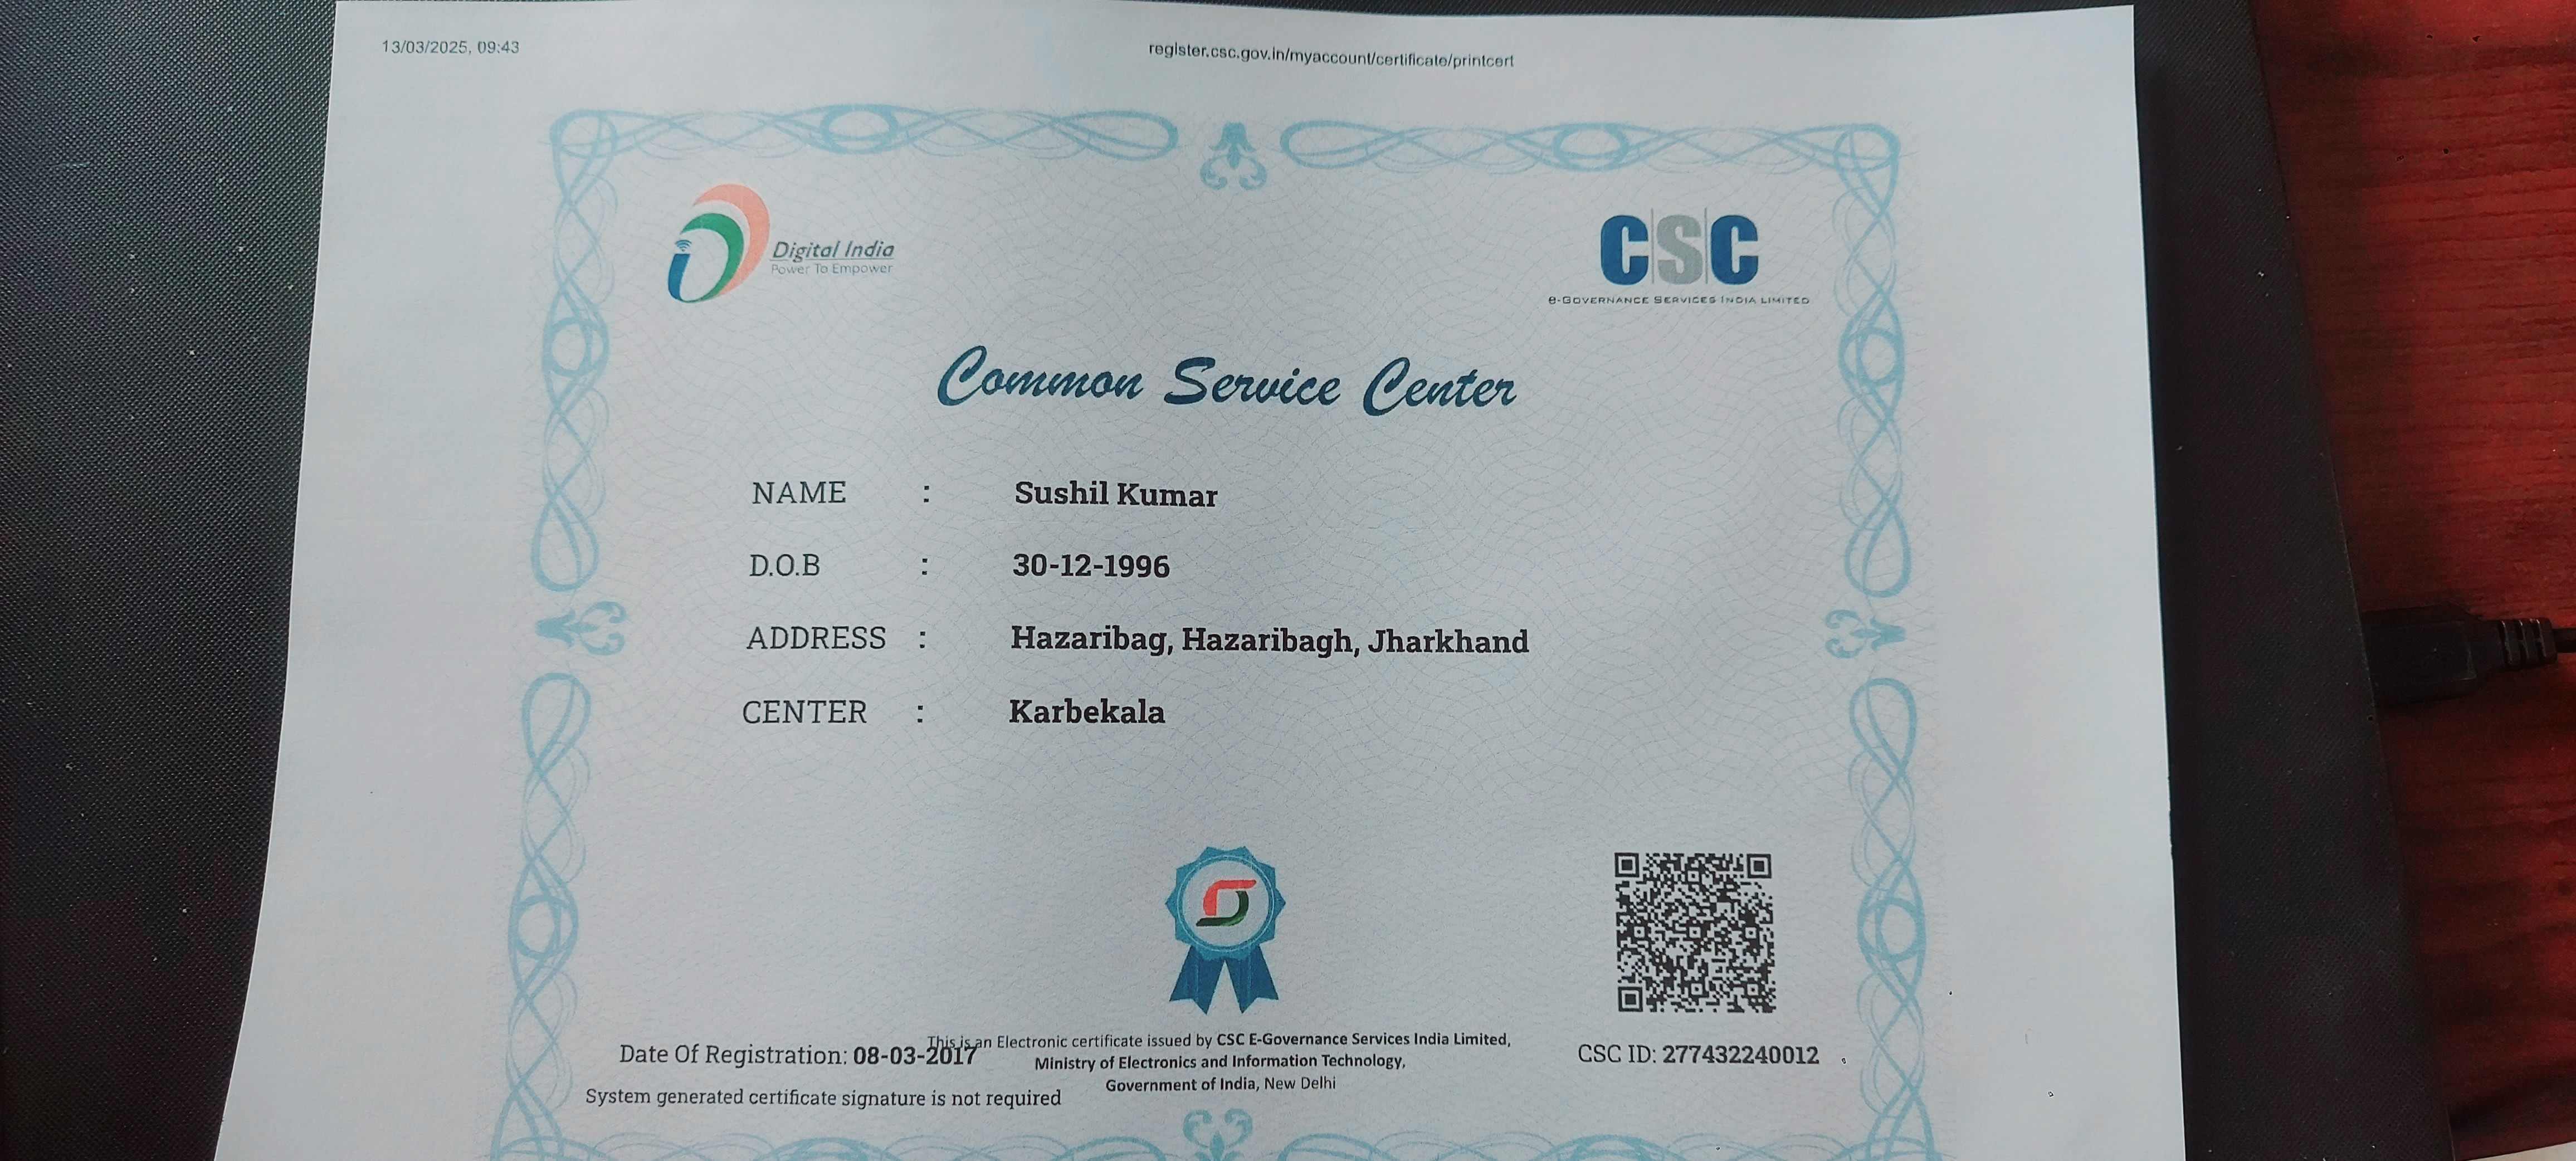 13/03/2025, 09:43
register.csc.gov.in/myaccount/certificate/printcert
Digital India
Power To Empower
CSC
e-Governance Services India Limited
Common Service Center
NAME : Sushil Kumar
D.O.B : 30-12-1996
ADDRESS : Hazaribag, Hazaribagh, Jharkhand
CENTER : Karbekala
This is an Electronic certificate issued by CSC E-Governance Services India Limited,
Ministry of Electronics and Information Technology,
Government of India, New Delhi
Date Of Registration: 08-03-2017
CSC ID: 277432240012
System generated certificate signature is not required